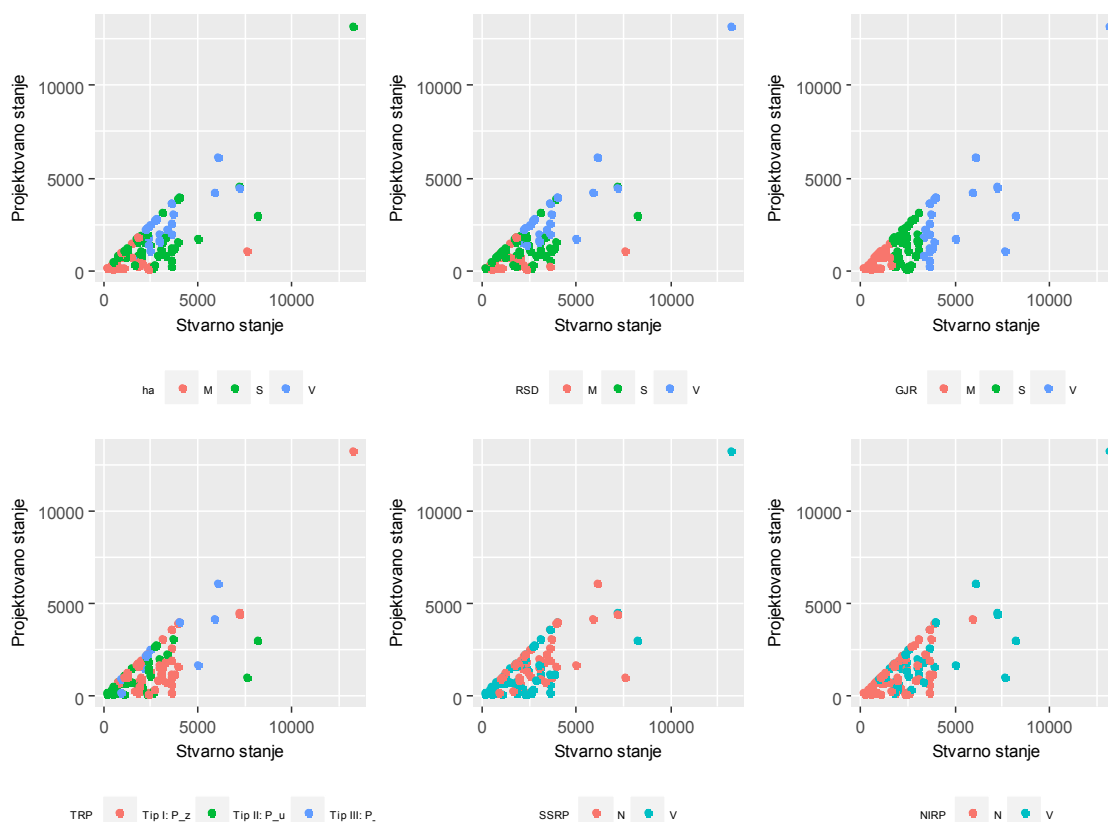 10000
5000
0
Projektovano stanje
0 5000 10000
Stvarno stanje
ha M S V
10000
5000
0
Projektovano stanje
0 5000 10000
Stvarno stanje
RSD M S V
10000
5000
0
Projektovano stanje
0 5000 10000
Stvarno stanje
GJR M S V
10000
5000
0
Projektovano stanje
0 5000 10000
Stvarno stanje
TRP Tip I: P_z Tip II: P_u Tip III: P_
10000
5000
0
Projektovano stanje
0 5000 10000
Stvarno stanje
SSRP N V
10000
5000
0
Projektovano stanje
0 5000 10000
Stvarno stanje
NIRP N V